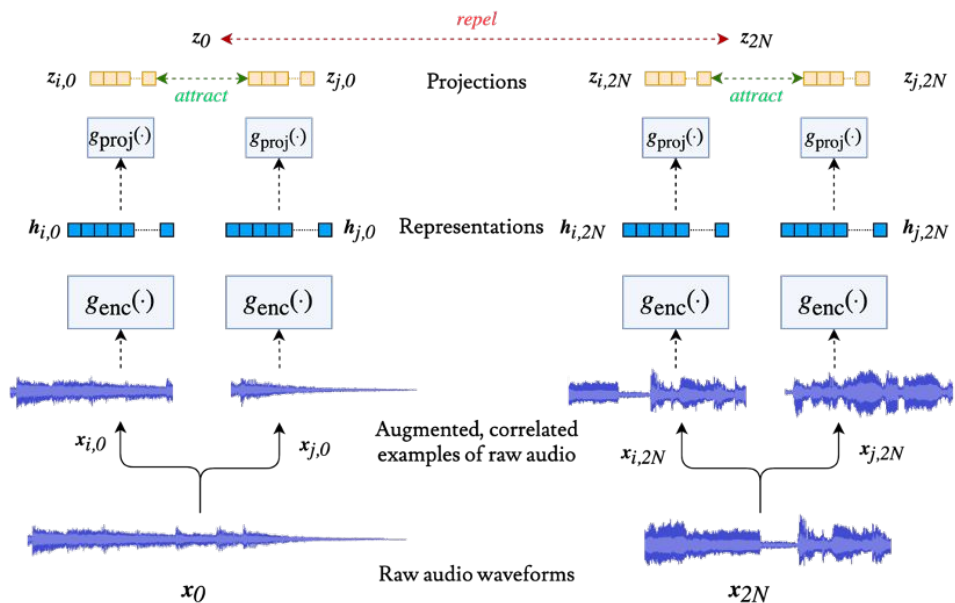 repel
z0 z2N
zi,0 zj,0 Projections zi,2N zj,2N
attract attract
gproj(·) gproj(·) gproj(·) gproj(·)
hi,0 hj,0 Representations hi,2N hj,2N
genc(·) genc(·) genc(·) genc(·)
xi,0 xj,0 Augmented, correlated xi,2N xj,2N
examples of raw audio
Raw audio waveforms
x0 x2N